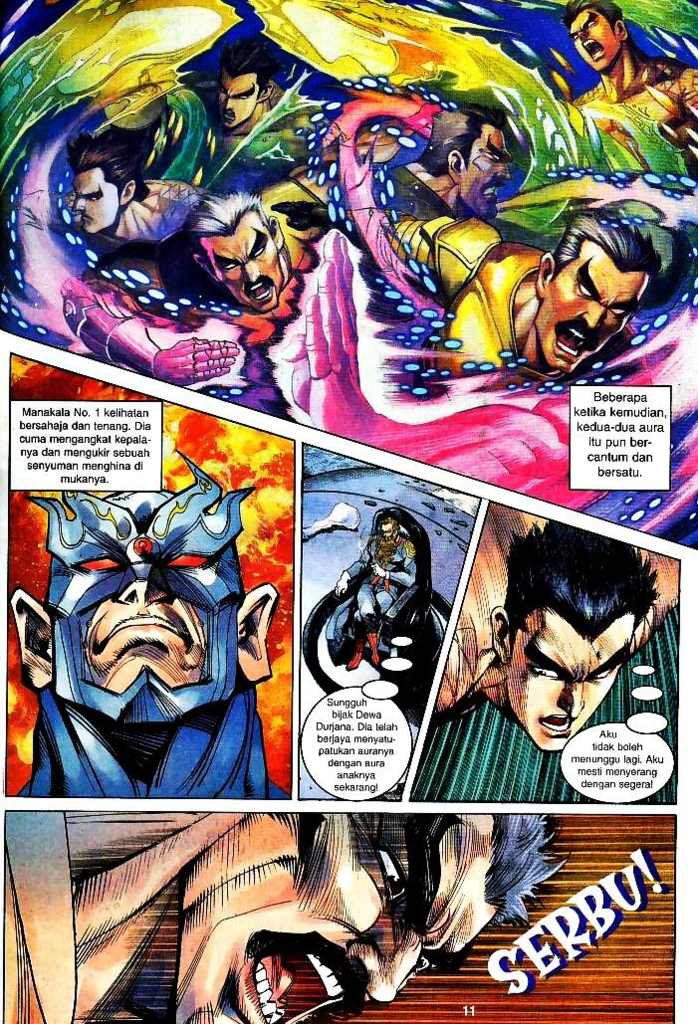 Beberapa
ketika kemudian,
kedua-dua aura
itu pun ber-
cantum dan
bersatu.
Manakala No. 1 kelihatan
bersahaja dan tenang. Dia
cuma mengangkat kepala-
nya dan mengukir sebuah
senyuman menghina di
mukanya.
Sungguh
bijak Dewa
Durjana. Dia telah
berjaya menyatu-
patukan auranya
dengan aura
anaknya
sekarang!
Aku
tidak boleh
menunggu lagi. Aku
mesti menyerang
dengan segera!
SERBU!
11